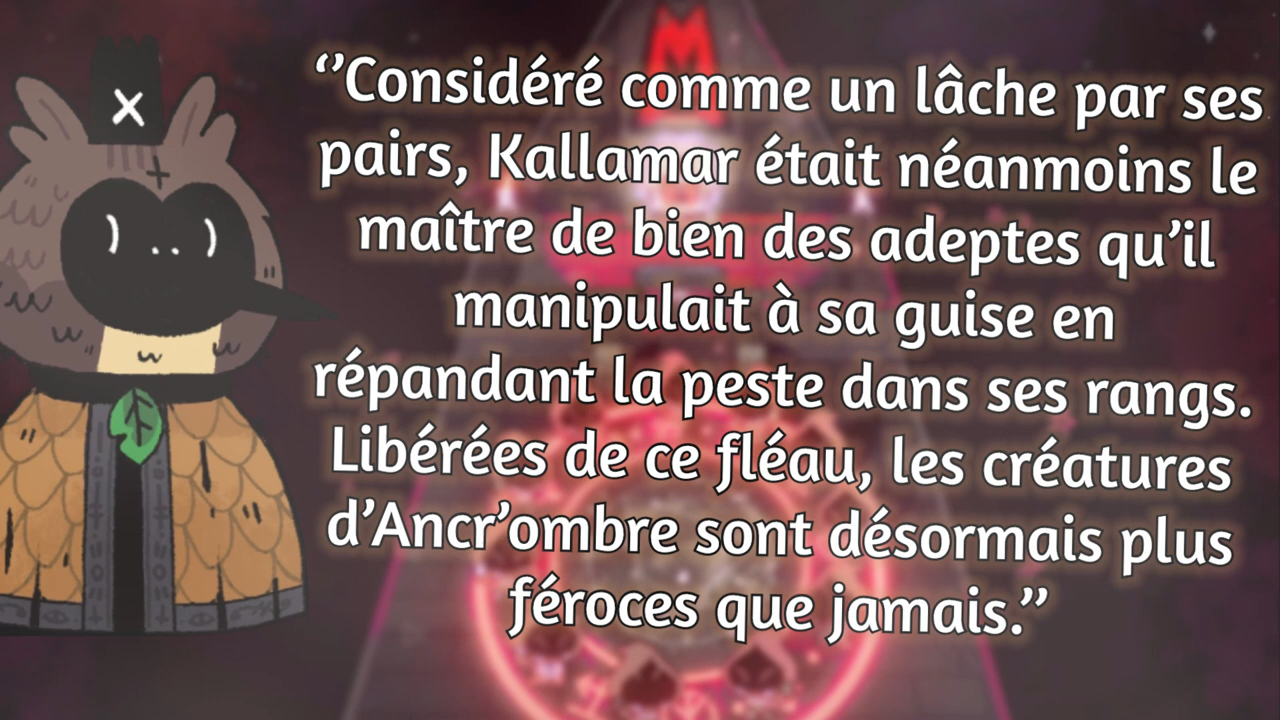 ‘’Considéré comme un lâche par ses
pairs, Kallamar était néanmoins le
maître de bien des adeptes qu’il
manipulait à sa guise en
répandant la peste dans ses rangs.
Libérées de ce fléau, les créatures
d’Ancr’ombre sont désormais plus
féroces que jamais.’’